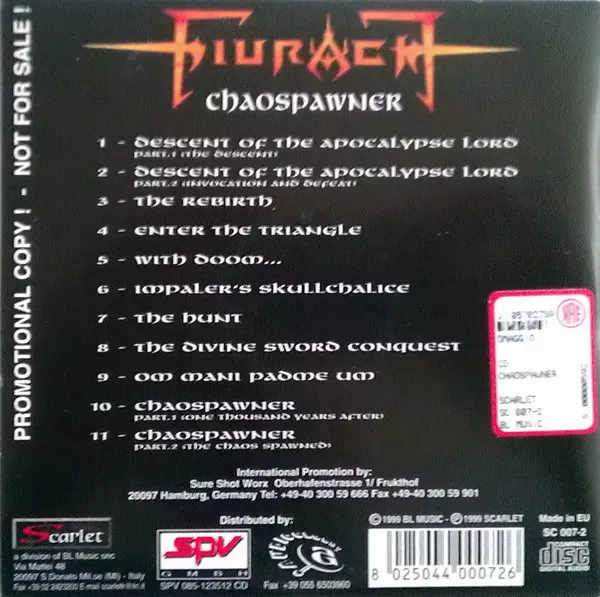 PROMOTIONAL COPY ! - NOT FOR SALE !
FIURACH
CHAOSPAWNER
1 - DESCENT OF THE APOCALYPSE LORD
PART.1 (THE DESCENT)
2 - DESCENT OF THE APOCALYPSE LORD
PART.2 (INVOCATION AND DEFEAT)
3 - THE REBIRTH
4 - ENTER THE TRIANGLE
5 - WITH DOOM...
6 - IMPALER'S SKULLCHALICE
7 - THE HUNT
8 - THE DIVINE SWORD CONQUEST
9 - OM MANI PADME UM
10 - CHAOSPAWNER
PART.1 (ONE THOUSAND YEARS AFTER)
11 - CHAOSPAWNER
PART.2 (THE CHAOS SPAWNED)
OMAGGIO
CD
CHAOSPAWNER
SCARLET
SC 007-2
BL MUSIC
International Promotion by:
Sure Shot Worx Oberhafenstrasse 1/ Frukthof
20097 Hamburg, Germany Tel: +49-40 300 59 666 Fax +49-40 300 59 901
Distributed by:
Scarlet
a division of BL Music snc
Via Mattei 48
20097 S.Donato Mil.se (MI) - Italy
SPV
GMBH
SPV 085-123512 CD
G
Fax +39 055 6503960
©1999 BL MUSIC - ℗1999 SCARLET
8 025044 000726
Made in EU
SC 007-2
COMPACT
disc
DIGITAL AUDIO